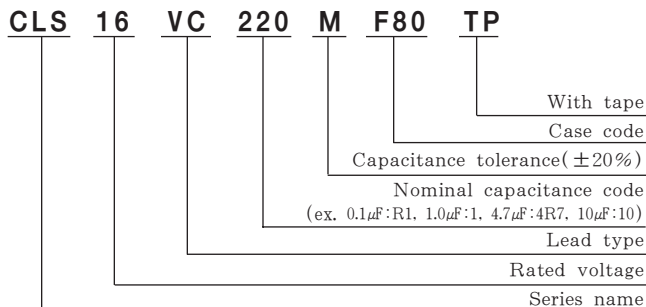 CLS 16 VC 220 M F80 TP
With tape
Case code
Capacitance tolerance(±20%)
Nominal capacitance code
(ex. 0.1μF:R1, 1.0μF:1, 4.7μF:4R7, 10μF:10)
Lead type
Rated voltage
Series name